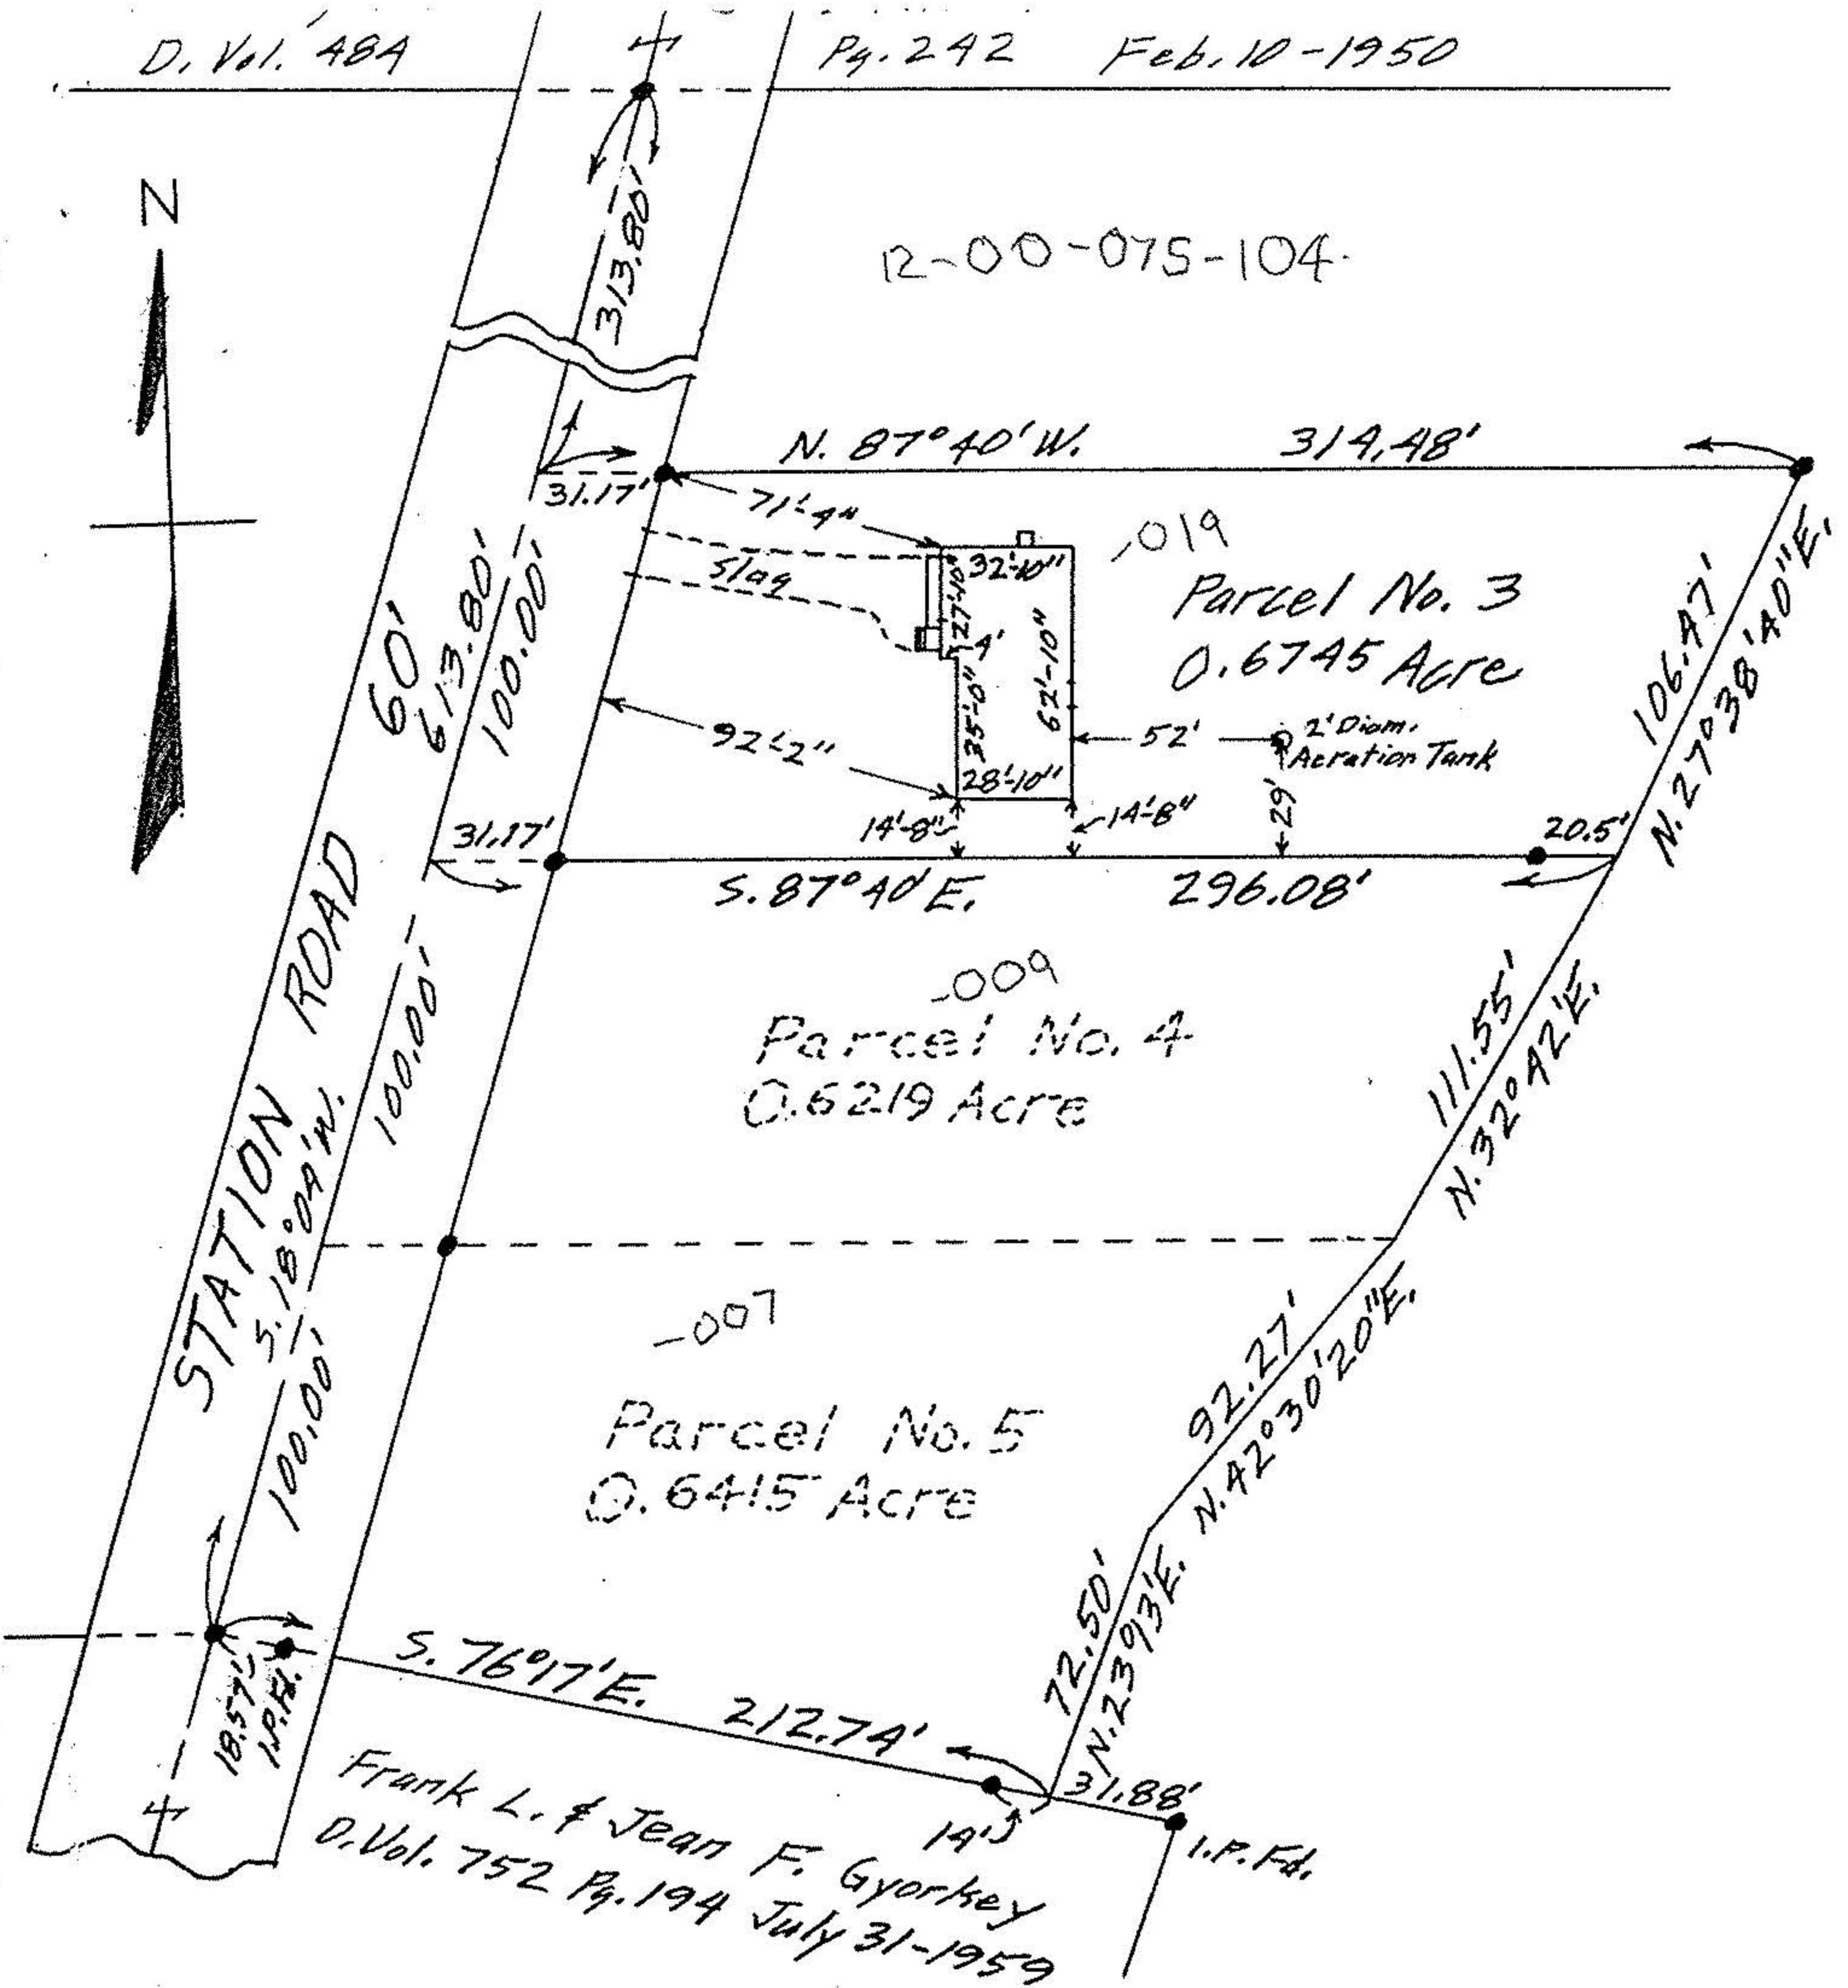 D. Vol. 484 Pg. 242 Feb. 10-1950
N
313.80'
12-00-075-104.
N. 87°40' W. 314.48'
31.17'
71'-4"
-019
32'-10"
Slag
27'-10"
4'
Parcel No. 3
0.6745 Acre
62'-10"
35'-0"
92'-2"
52'
2' Diam.
Aeration Tank
28'-10"
14'-8"
14'-8"
29'
106.47'
N. 27°38'40" E.
60'
613.80'
100.00'
31.17'
20.5'
S. 87°40' E. 296.08'
-009
Parcel No. 4
0.6219 Acre
111.55'
N. 32°42' E.
STATION ROAD
S. 18°04' W.
100.00'
-007
Parcel No. 5
0.6415 Acre
92.27'
N. 42°30'20" E.
100.00'
72.50'
N. 23°43' E.
18.57'
I.P.Fd.
S. 76°17' E. 212.74'
31.88'
14'
I.P. Fd.
Frank L. & Jean F. Gyorkey
D. Vol. 752 Pg. 194 July 31-1959